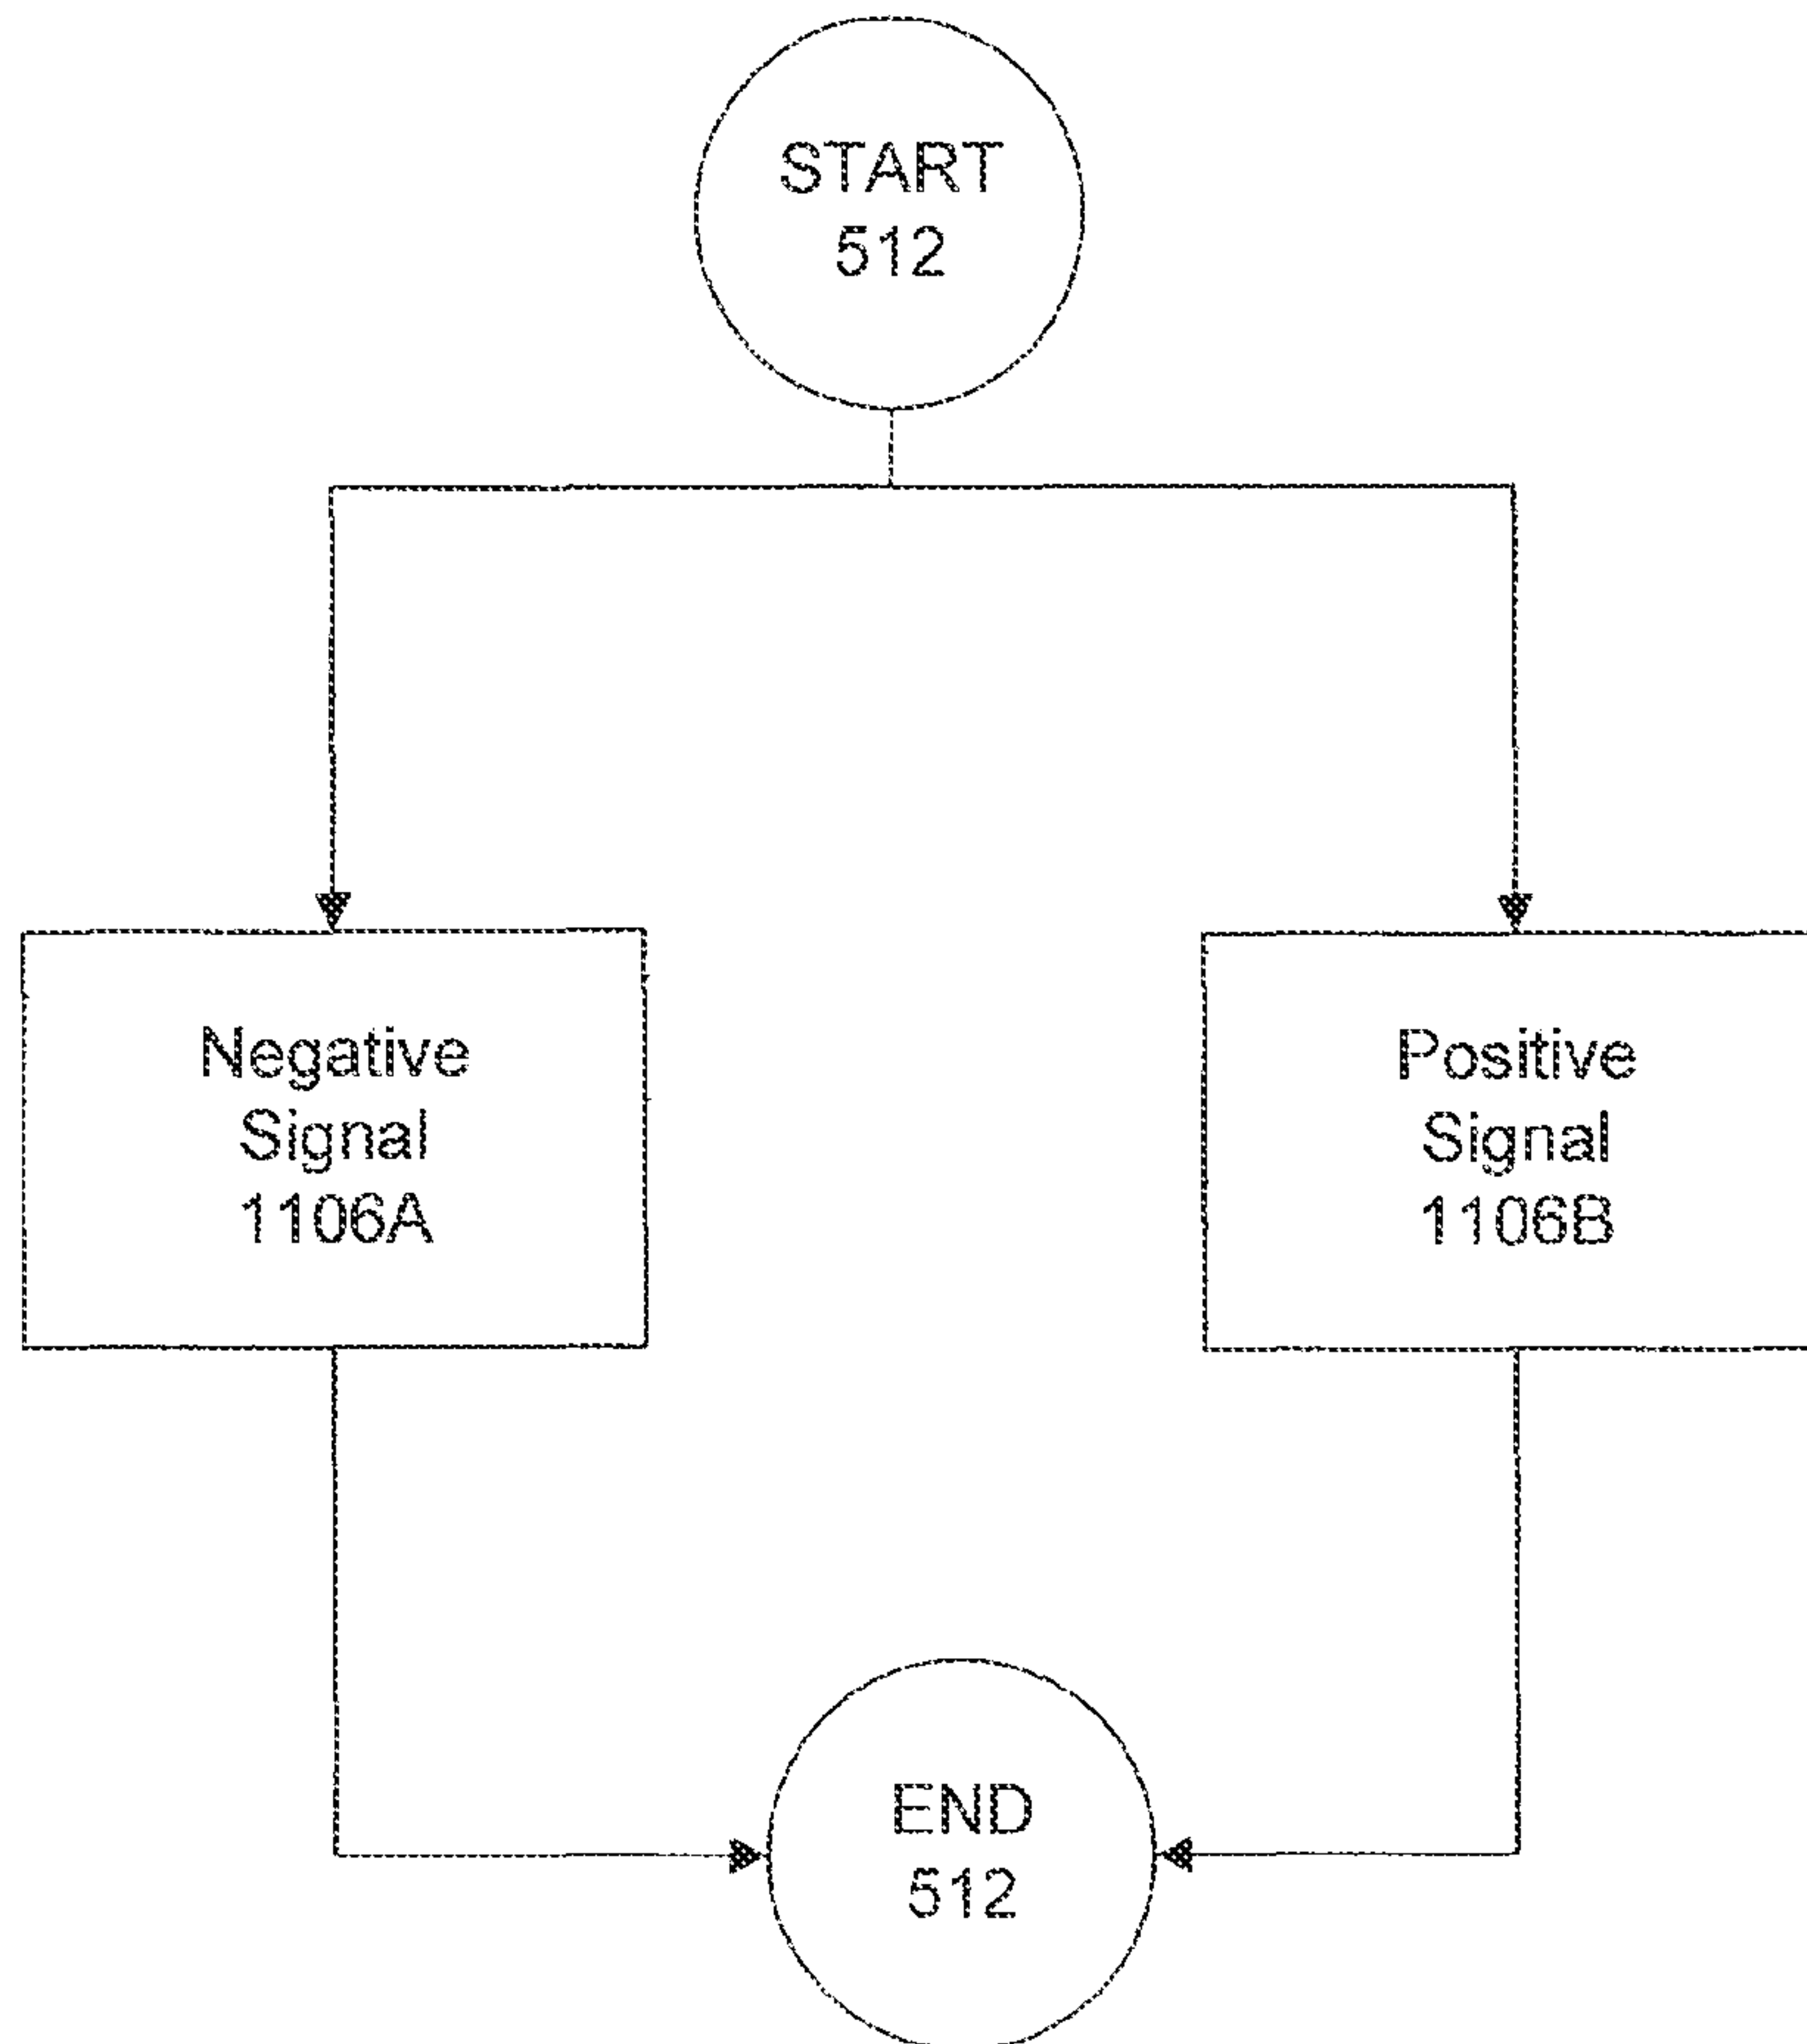 START
512
Negative
Signal
1106A
Positive
Signal
1106B
END
512